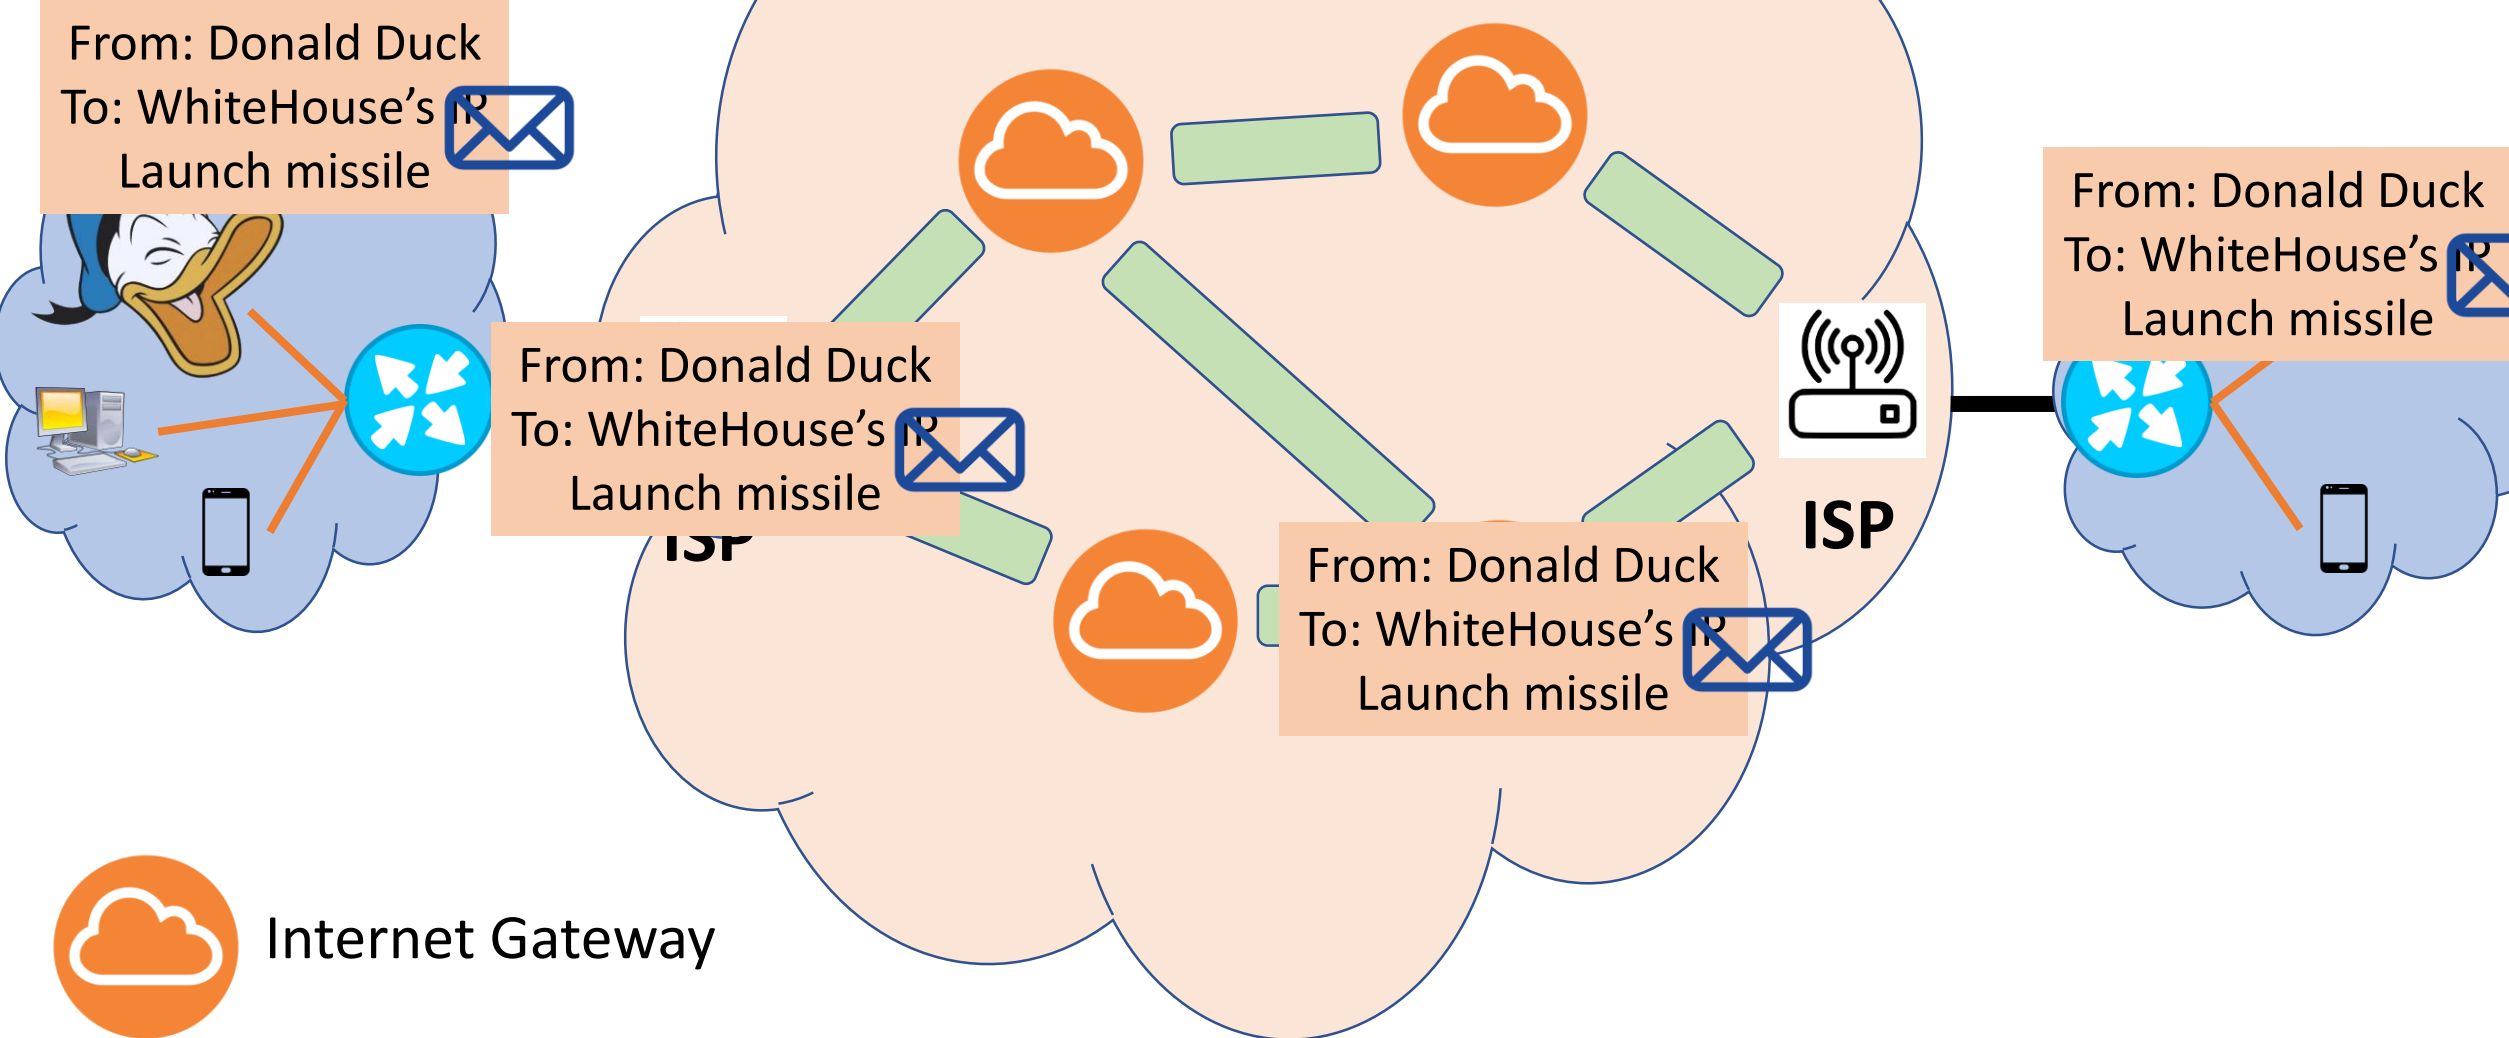 From: Donald Duck
To: WhiteHouse's IP
Launch missile
From: Donald Duck
To: WhiteHouse's IP
Launch missile
ISP
From: Donald Duck
To: WhiteHouse's IP
Launch missile
ISP
From: Donald Duck
To: WhiteHouse's IP
Launch missile
Internet Gateway